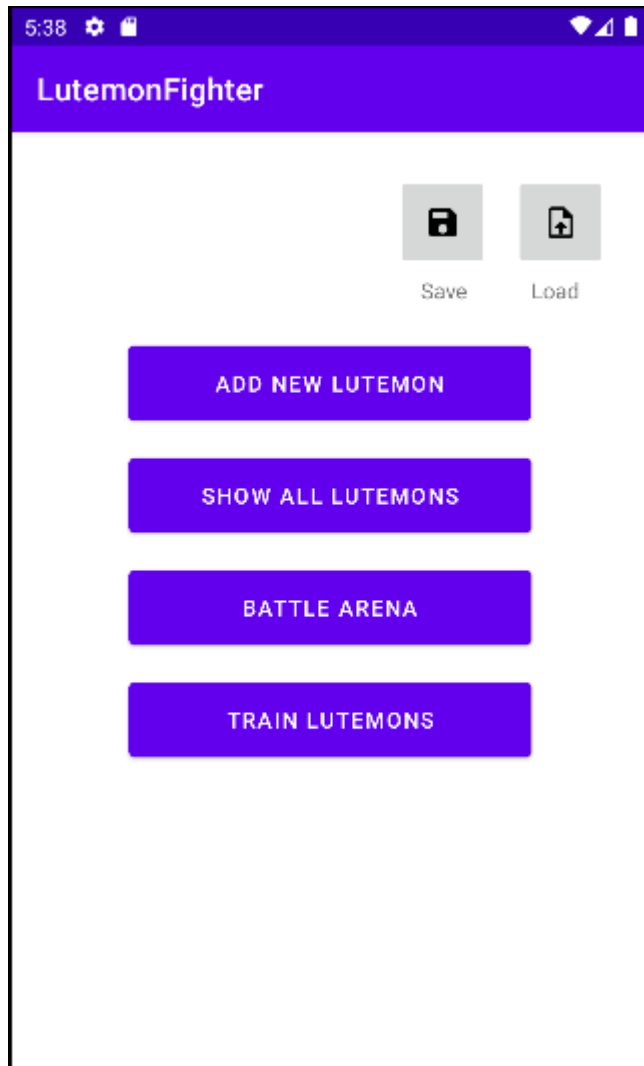 5:38
LutemonFighter
Save Load
ADD NEW LUTEMON
SHOW ALL LUTEMONS
BATTLE ARENA
TRAIN LUTEMONS